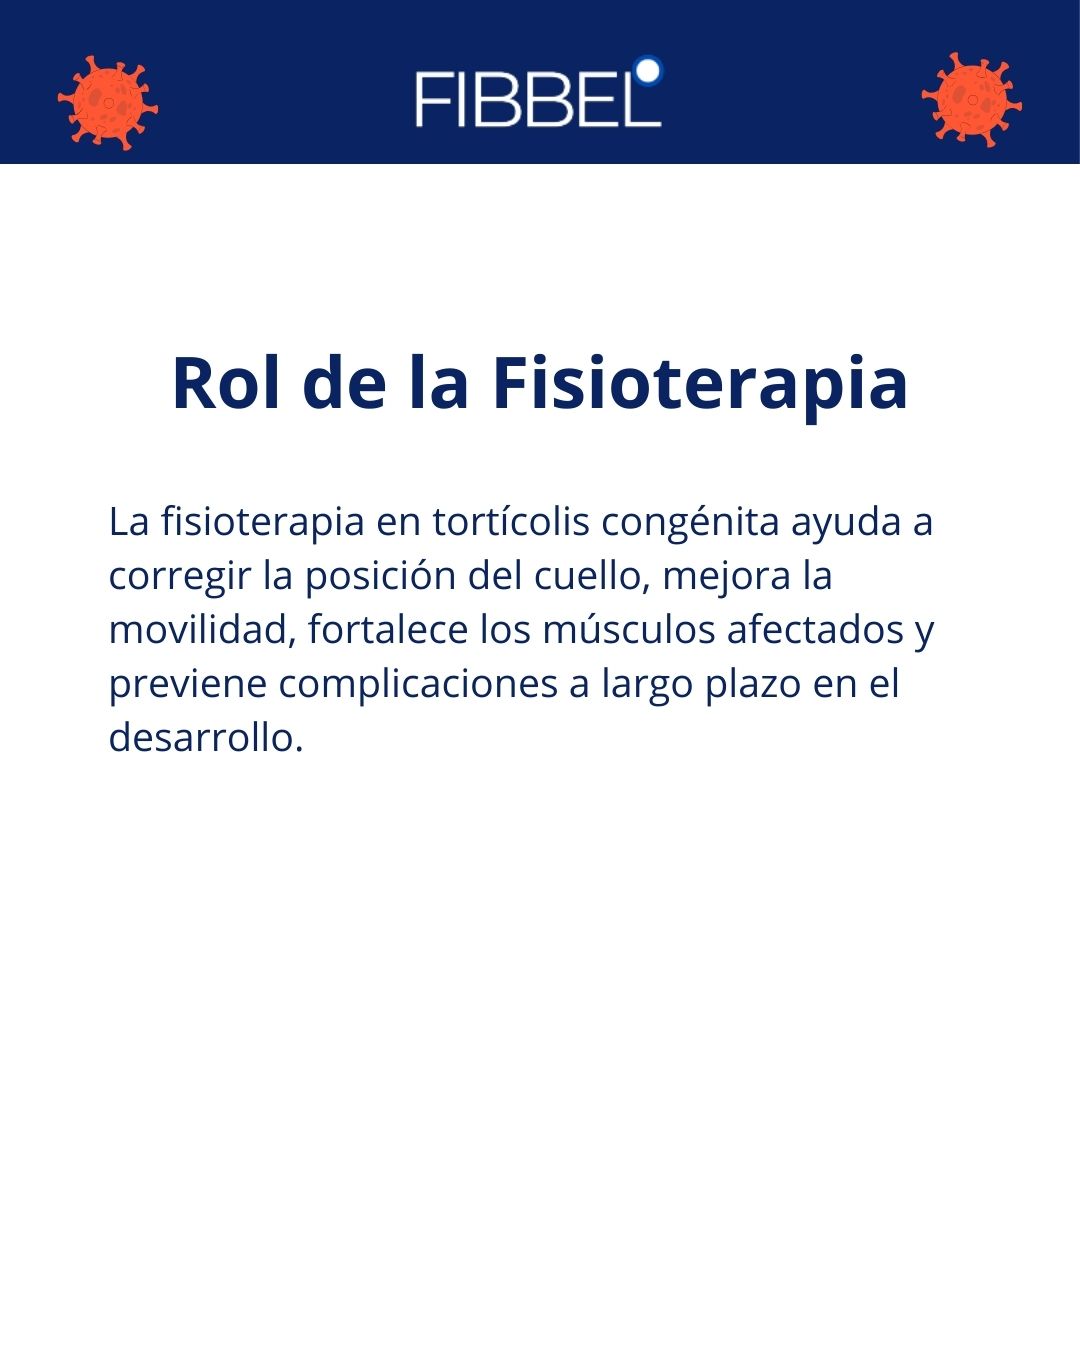 FIBBEL
Rol de la Fisioterapia
La fisioterapia en tortícolis congénita ayuda a
corregir la posición del cuello, mejora la
movilidad, fortalece los músculos afectados y
previene complicaciones a largo plazo en el
desarrollo.